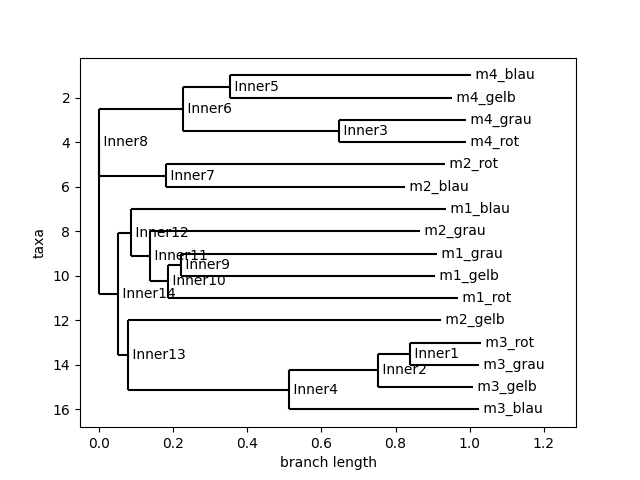 m4_blau
Inner5
2
m4_gelb
Inner6
m4_grau
Inner3
4
Inner8
m4_rot
m2_rot
Inner7
6
m2_blau
m1_blau
8
Inner12
m2_grau
taxa
Inner11
m1_grau
Inner9
10
m1_gelb
Inner10
Inner14
m1_rot
12
m2_gelb
m3_rot
Inner13
Inner1
14
m3_grau
Inner2
m3_gelb
Inner4
16
m3_blau
0.0 0.2 0.4 0.6 0.8 1.0 1.2
branch length